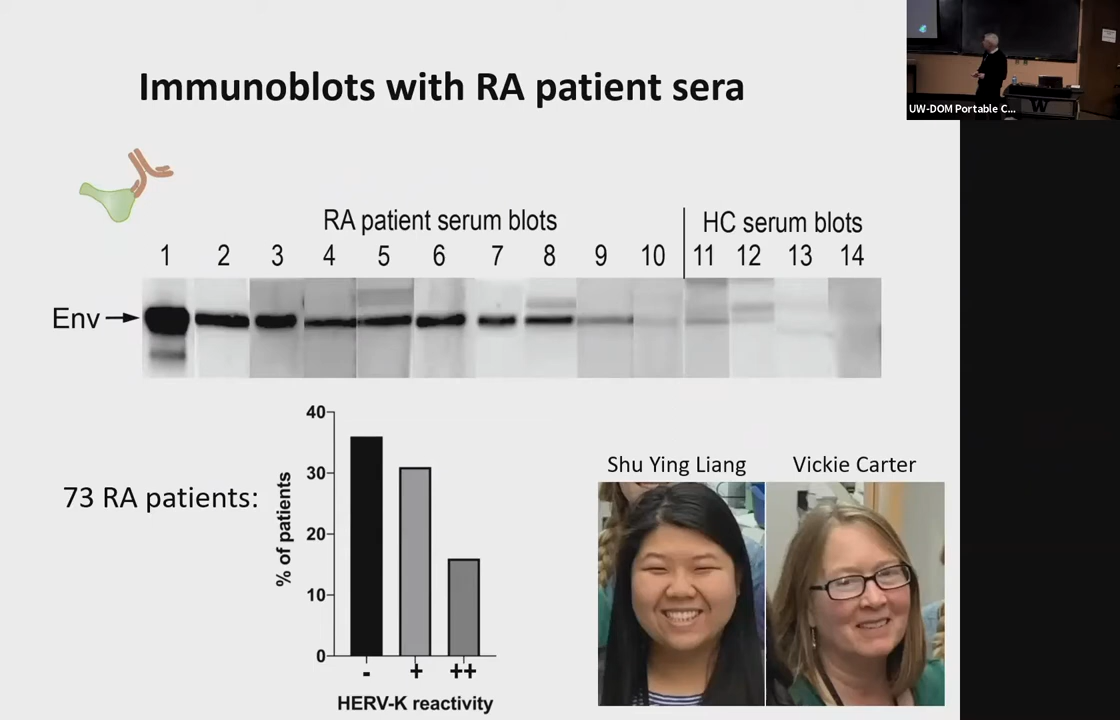 Immunoblots with RA patient sera
UW-DOM Portable C...
RA patient serum blots
HC serum blots
1 2 3 4 5 6 7 8 9 10 11 12 13 14
Env
73 RA patients:
% of patients
40
30
20
10
0
- + ++
HERV-K reactivity
Shu Ying Liang
Vickie Carter
W